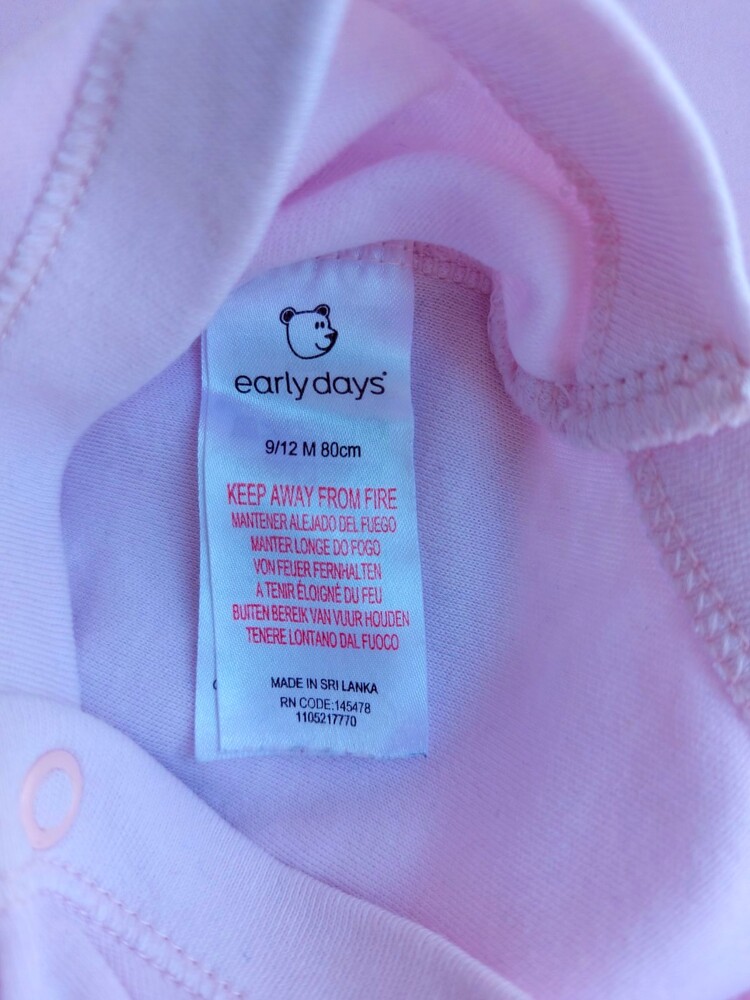 early days
9/12 M 80cm
KEEP AWAY FROM FIRE
MANTENER ALEJADO DEL FUEGO
MANTER LONGE DO FOGO
VON FEUER FERNHALTEN
A TENIR ÉLOIGNÉ DU FEU
BUITEN BEREIK VAN VUUR HOUDEN
TENERE LONTANO DAL FUOCO
MADE IN SRI LANKA
RN CODE:145478
1105217770